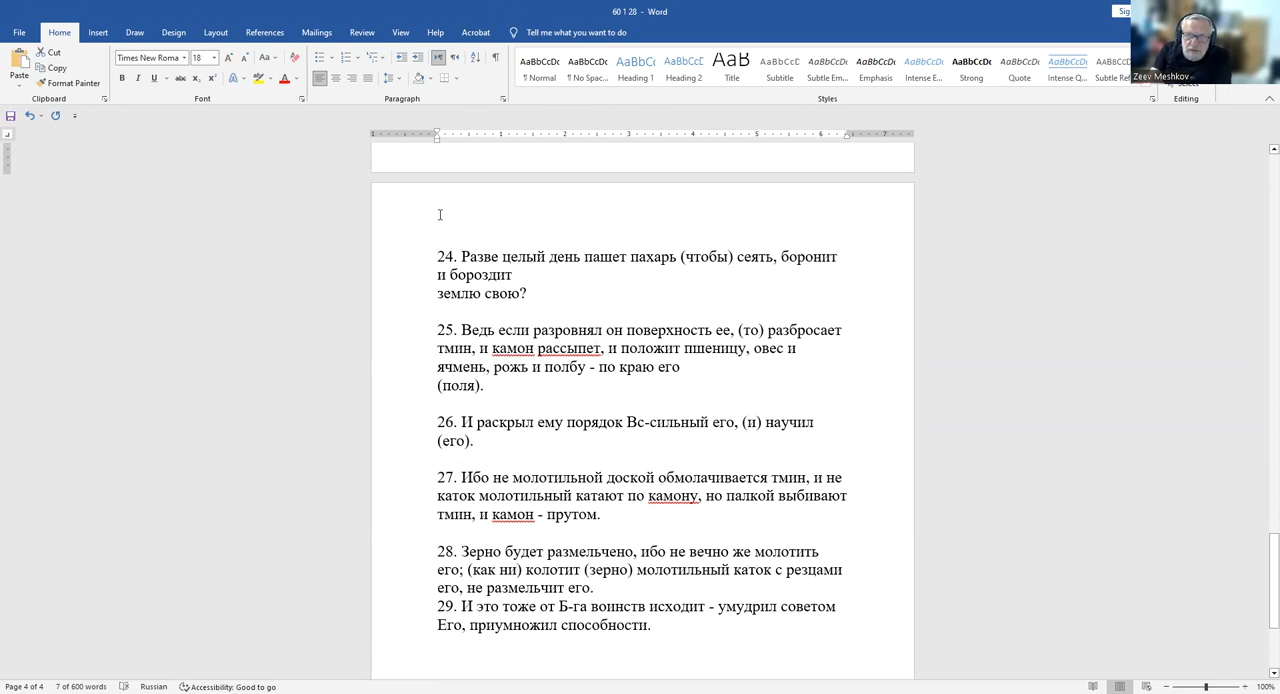 60 1 28 - Word
Sig
File Home Insert Draw Design Layout References Mailings Review View Help Acrobat Tell me what you want to do
Paste
Cut
Copy
Format Painter
Clipboard
Times New Roma 18
Font
Paragraph
AaBbCcDc AaBbCcDc AaBbCc AaBbCcC AaB AaBbCcD AaBbCcDc AaBbCcDc AaBbCcDc AaBbCcDc AaBbCcDc AaBbCcDc
¶ Normal ¶ No Spac... Heading 1 Heading 2 Title Subtitle Subtle Em... Emphasis Intense E... Strong Quote Intense Q... Subtle Ref
Styles
Editing
Zeev Meshkov
24. Разве целый день пашет пахарь (чтобы) сеять, боронит
и бороздит
землю свою?
25. Ведь если разровнял он поверхность ее, (то) разбросает
тмин, и камон рассыпет, и положит пшеницу, овес и
ячмень, рожь и полбу - по краю его
(поля).
26. И раскрыл ему порядок Вс-сильный его, (и) научил
(его).
27. Ибо не молотильной доской обмолачивается тмин, и не
каток молотильный катают по камону, но палкой выбивают
тмин, и камон - прутом.
28. Зерно будет размельчено, ибо не вечно же молотить
его; (как ни) колотит (зерно) молотильный каток с резцами
его, не размельчит его.
29. И это тоже от Б-га воинств исходит - умудрил советом
Его, приумножил способности.
Page 4 of 4 7 of 600 words Russian Accessibility: Good to go 100%